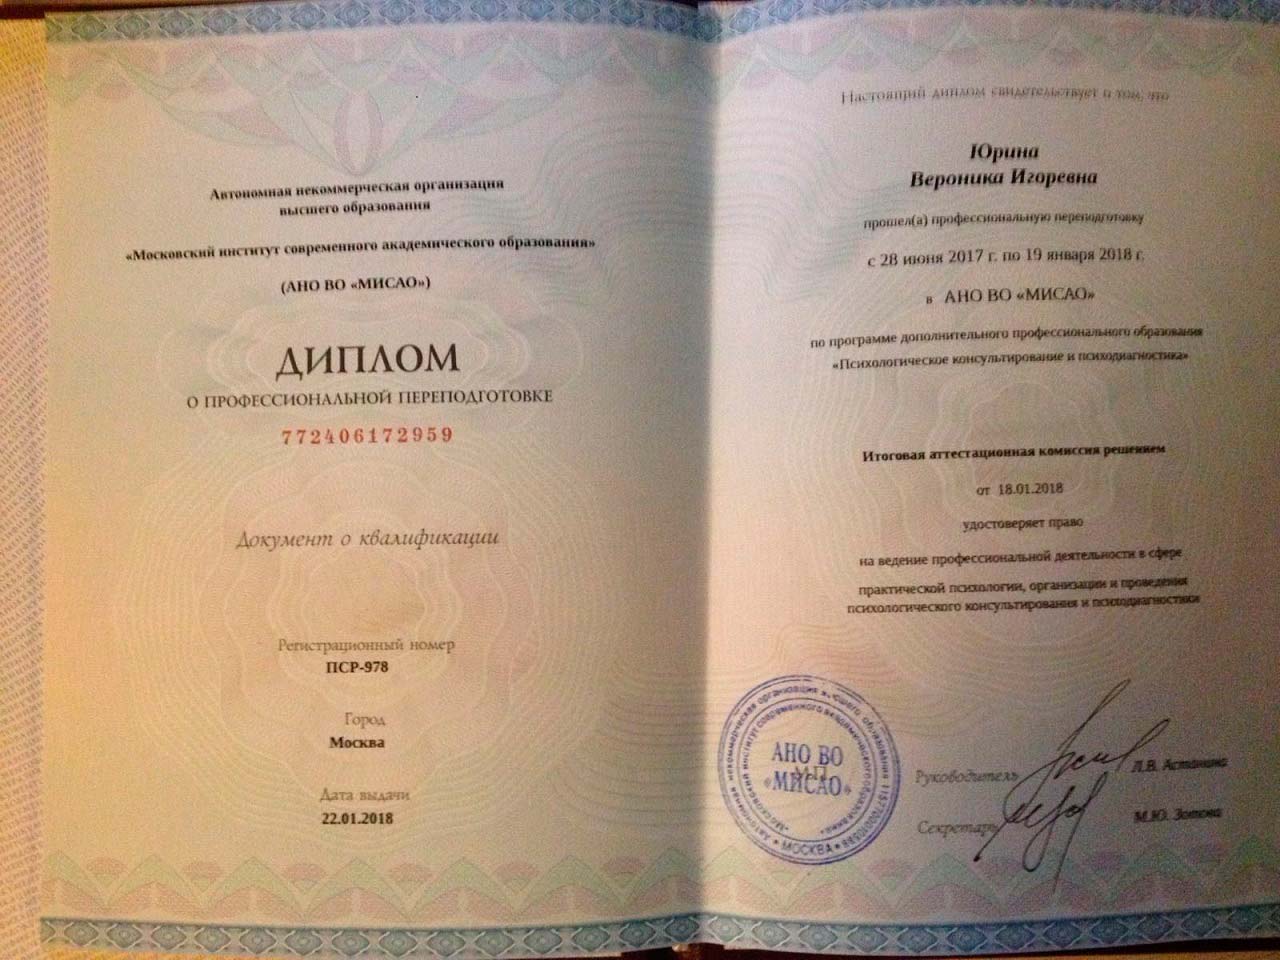 Автономная некоммерческая организация
высшего образования
«Московский институт современного академического образования»
(АНО ВО «МИСАО»)
ДИПЛОМ
О ПРОФЕССИОНАЛЬНОЙ ПЕРЕПОДГОТОВКЕ
772406172959
Документ о квалификации
Регистрационный номер
ПСР-978
Город
Москва
Дата выдачи
22.01.2018
Настоящий диплом свидетельствует о том, что
Юрина
Вероника Игоревна
прошел(а) профессиональную переподготовку
с 28 июня 2017 г. по 19 января 2018 г.
в АНО ВО «МИСАО»
по программе дополнительного профессионального образования
«Психологическое консультирование и психодиагностика»
Итоговая аттестационная комиссия решением
от 18.01.2018
удостоверяет право
на ведение профессиональной деятельности в сфере
практической психологии, организации и проведения
психологического консультирования и психодиагностики
Автономная некоммерческая организация высшего образования
«Московский институт современного академического образования»
МОСКВА
АНО ВО
М.П.
«МИСАО»
Руководитель
Л.В. Астанина
Секретарь
М.Ю. Зотова